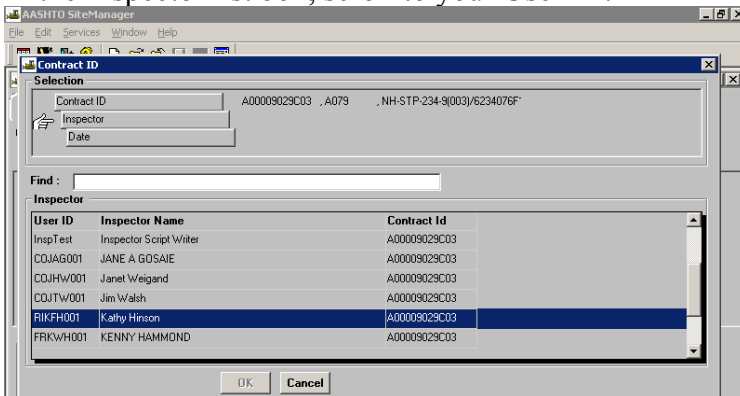 AASHTO SiteManager
File Edit Services Window Help
Contract ID
Selection
Contract ID A00009029C03 , A079 , NH-STP-234-9(003)/6234076F'
Inspector
Date
Find :
Inspector
User ID Inspector Name Contract Id
InspTest Inspector Script Writer A00009029C03
COJAG001 JANE A GOSAIE A00009029C03
COJHW001 Janet Weigand A00009029C03
COJTW001 Jim Walsh A00009029C03
RIKFH001 Kathy Hinson A00009029C03
FRKWH001 KENNY HAMMOND A00009029C03
OK Cancel